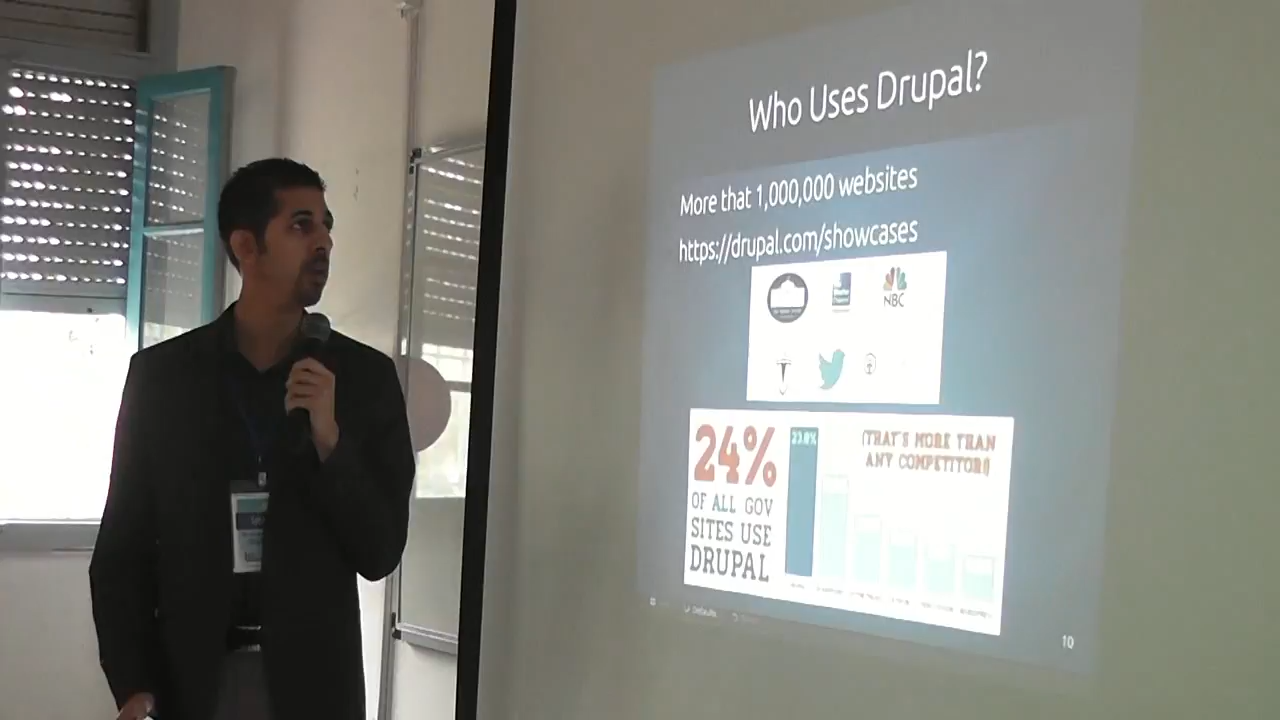 Who Uses Drupal?
More that 1,000,000 websites
https://drupal.com/showcases
NBC
24%
OF ALL GOV
SITES USE
DRUPAL
23.8%
(THAT'S MORE THAN
ANY COMPETITOR)
Defaults
10